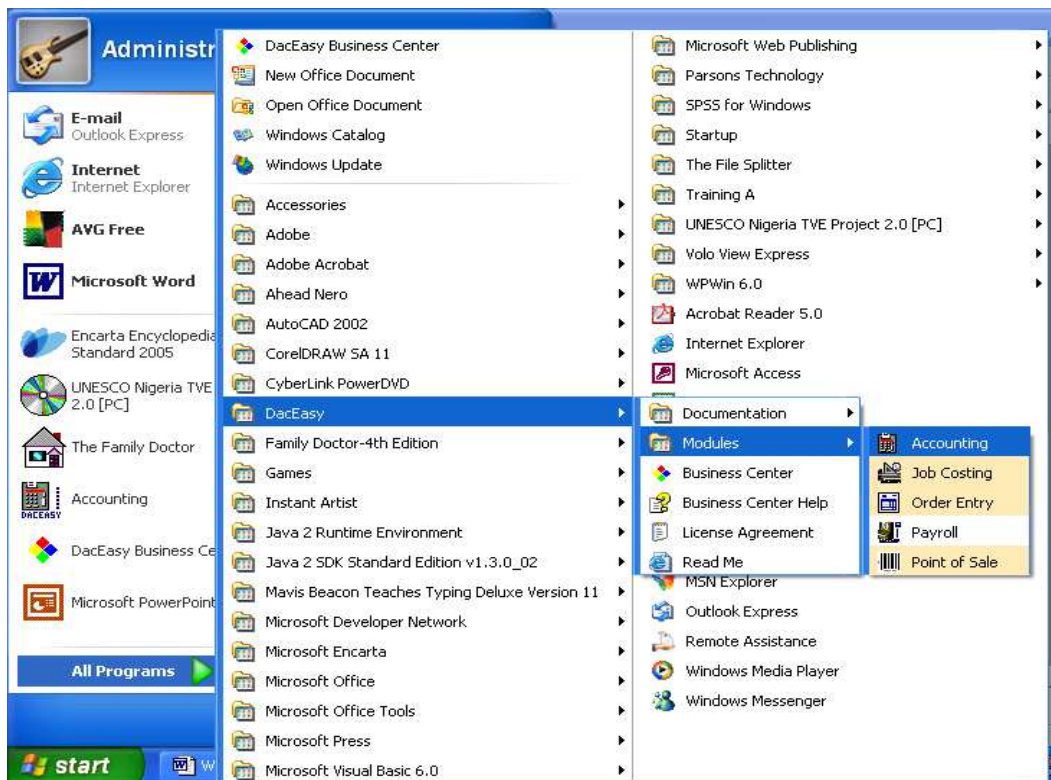 Administr
E-mail
Outlook Express
Internet
Internet Explorer
AVG Free
Microsoft Word
Encarta Encyclopedia
Standard 2005
UNESCO Nigeria TVE
2.0 [PC]
The Family Doctor
Accounting
DACEASY
DacEasy Business Ce
Microsoft PowerPoint
All Programs
start
W
DacEasy Business Center
New Office Document
Open Office Document
Windows Catalog
Windows Update
Accessories
Adobe
Adobe Acrobat
Ahead Nero
AutoCAD 2002
CorelDRAW SA 11
CyberLink PowerDVD
DacEasy
Family Doctor-4th Edition
Games
Instant Artist
Java 2 Runtime Environment
Java 2 SDK Standard Edition v1.3.0_02
Mavis Beacon Teaches Typing Deluxe Version 11
Microsoft Developer Network
Microsoft Encarta
Microsoft Office
Microsoft Office Tools
Microsoft Press
Microsoft Visual Basic 6.0
Microsoft Web Publishing
Parsons Technology
SPSS for Windows
Startup
The File Splitter
Training A
UNESCO Nigeria TVE Project 2.0 [PC]
Volo View Express
WPWin 6.0
Acrobat Reader 5.0
Internet Explorer
Microsoft Access
Documentation
Modules
Business Center
Business Center Help
License Agreement
Read Me
Accounting
Job Costing
Order Entry
Payroll
Point of Sale
MSN Explorer
Outlook Express
Remote Assistance
Windows Media Player
Windows Messenger